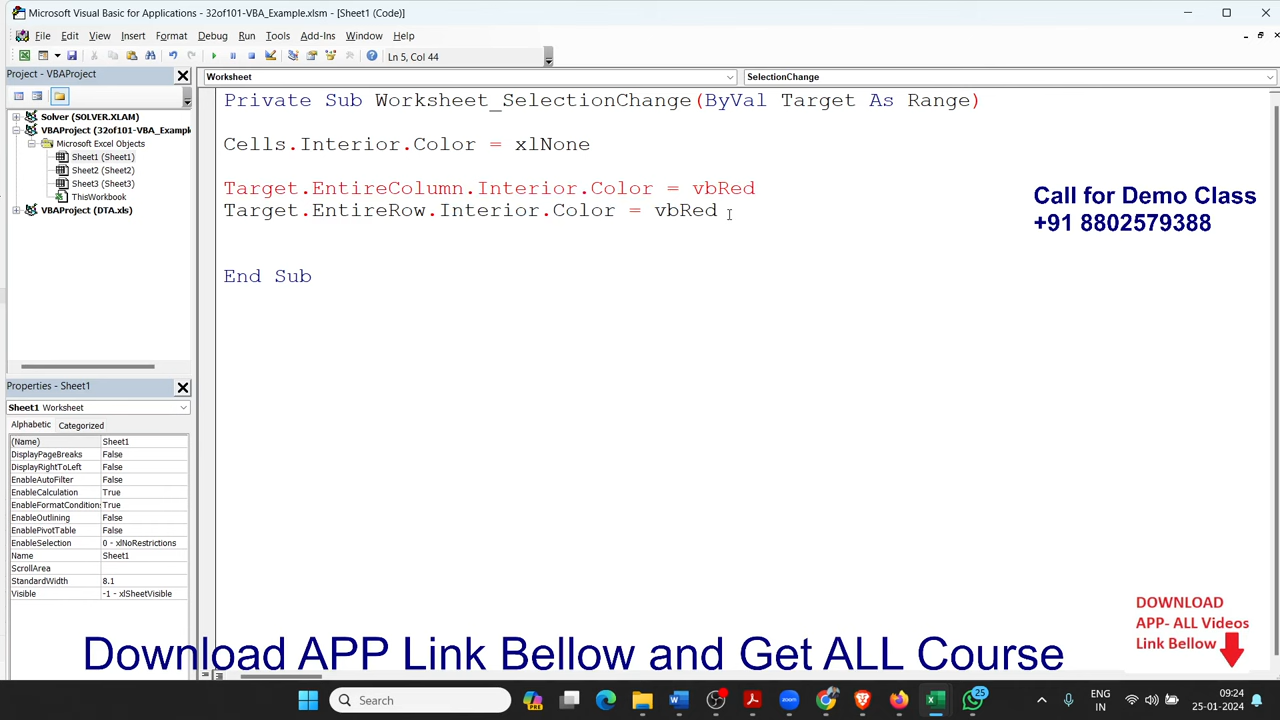 Microsoft Visual Basic for Applications - 32of101-VBA_Example.xlsm - [Sheet1 (Code)]
File Edit View Insert Format Debug Run Tools Add-Ins Window Help
Ln 5, Col 44
Project - VBAProject
Worksheet
SelectionChange
Solver (SOLVER.XLAM)
VBAProject (32of101-VBA_Example
Microsoft Excel Objects
Sheet1 (Sheet1)
Sheet2 (Sheet2)
Sheet3 (Sheet3)
ThisWorkbook
VBAProject (DTA.xls)
Private Sub Worksheet_SelectionChange(ByVal Target As Range)
Cells.Interior.Color = xlNone
Target.EntireColumn.Interior.Color = vbRed
Target.EntireRow.Interior.Color = vbRed
End Sub
Call for Demo Class
+91 8802579388
Properties - Sheet1
Sheet1 Worksheet
Alphabetic Categorized
(Name) Sheet1
DisplayPageBreaks False
DisplayRightToLeft False
EnableAutoFilter False
EnableCalculation True
EnableFormatConditions True
EnableOutlining False
EnablePivotTable False
EnableSelection 0 - xlNoRestrictions
Name Sheet1
ScrollArea
StandardWidth 8.1
Visible -1 - xlSheetVisible
DOWNLOAD
APP- ALL Videos
Link Bellow
Download APP Link Bellow and Get ALL Course
Search
PRE
25
ENG
IN
09:24
25-01-2024